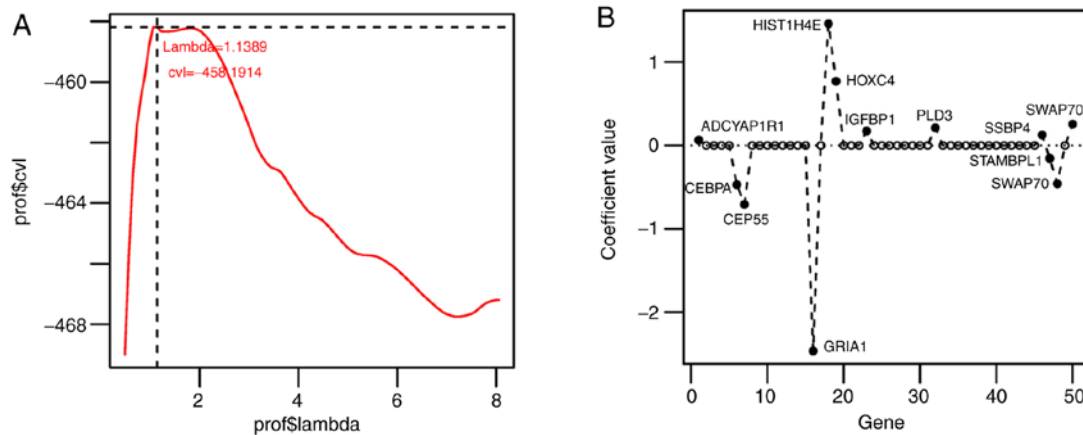 A
Lambda=1.1389
cvl=−458.1914
−460
−464
−468
prof$cvl
2
4
6
8
prof$lambda
B
HIST1H4E
HOXC4
ADCYAP1R1
IGFBP1
PLD3
SSBP4
SWAP70
STAMBPL1
SWAP70
CEBPA
CEP55
GRIA1
1
0
−1
−2
Coefficient value
0
10
20
30
40
50
Gene